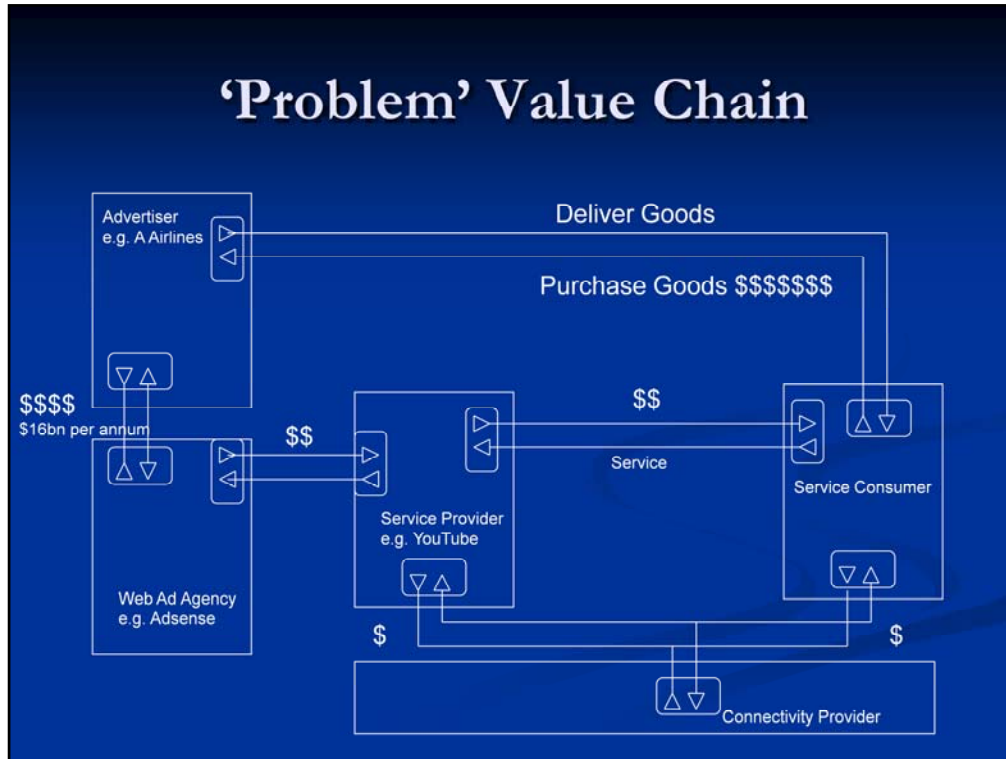 ‘Problem’ Value Chain
Advertiser
e.g. A Airlines
Deliver Goods
Purchase Goods $$$$$$$
$$$$
$16bn per annum
$$
$$
Service
Service Consumer
Service Provider
e.g. YouTube
Web Ad Agency
e.g. Adsense
$
$
Connectivity Provider